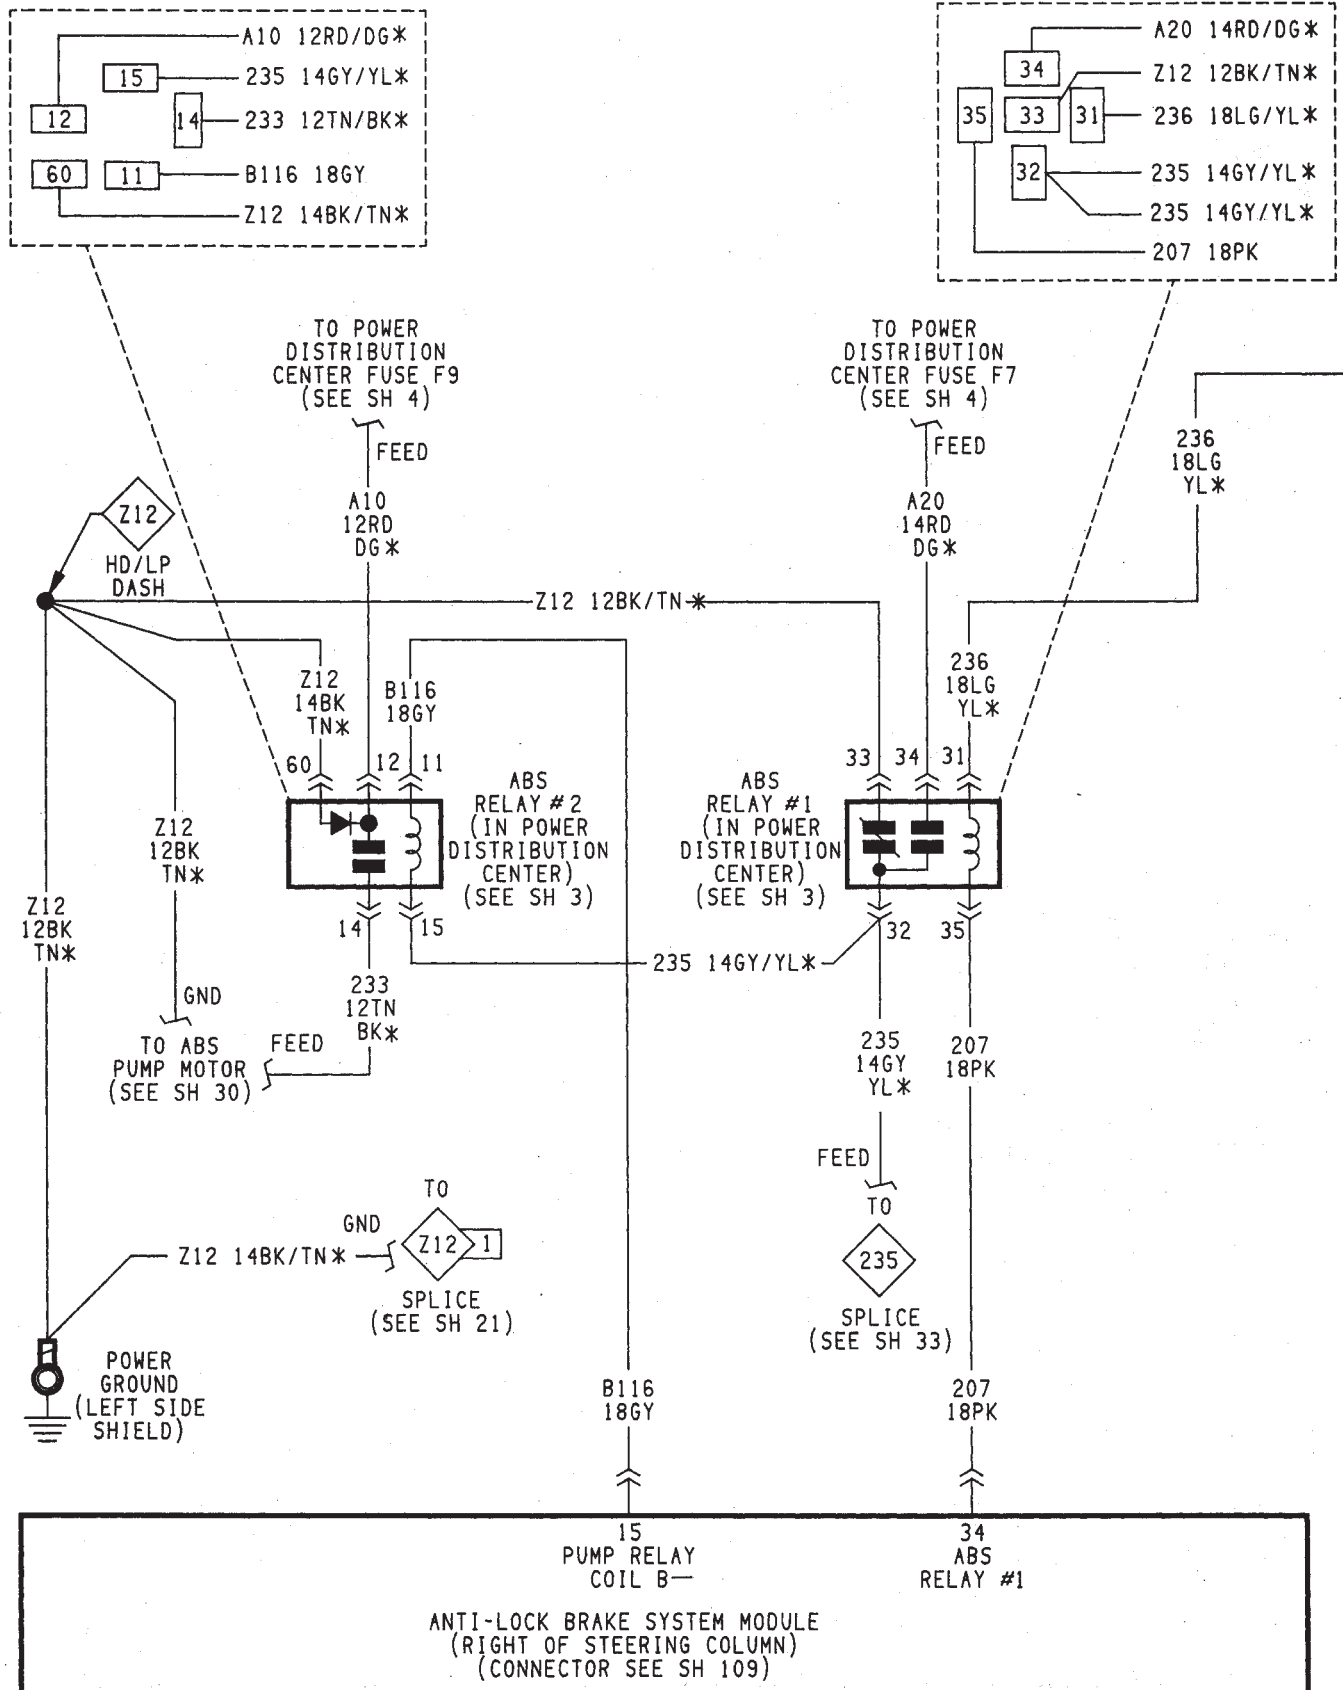 A10 12RD/DG*
15
235 14GY/YL*
12
14
233 12TN/BK*
60
11
B116 18GY
Z12 14BK/TN*
A20 14RD/DG*
34
Z12 12BK/TN*
35
33
31
236 18LG/YL*
32
235 14GY/YL*
235 14GY/YL*
207 18PK
TO POWER
DISTRIBUTION
CENTER FUSE F9
(SEE SH 4)
FEED
TO POWER
DISTRIBUTION
CENTER FUSE F7
(SEE SH 4)
FEED
236
18LG
YL*
A10
12RD
DG*
A20
14RD
DG*
Z12
HD/LP
DASH
Z12 12BK/TN*
Z12
14BK
TN*
B116
18GY
236
18LG
YL*
60
12
11
33
34
31
ABS
RELAY #2
(IN POWER
DISTRIBUTION
CENTER)
(SEE SH 3)
ABS
RELAY #1
(IN POWER
DISTRIBUTION
CENTER)
(SEE SH 3)
Z12
12BK
TN*
Z12
12BK
TN*
14
15
32
35
235 14GY/YL*
233
12TN
BK*
GND
TO ABS
PUMP MOTOR
(SEE SH 30)
FEED
235
14GY
YL*
207
18PK
FEED
TO
235
SPLICE
(SEE SH 33)
TO
GND
Z12 14BK/TN*
Z12
1
SPLICE
(SEE SH 21)
POWER
GROUND
(LEFT SIDE
SHIELD)
B116
18GY
207
18PK
15
PUMP RELAY
COIL B—
34
ABS
RELAY #1
ANTI-LOCK BRAKE SYSTEM MODULE
(RIGHT OF STEERING COLUMN)
(CONNECTOR SEE SH 109)